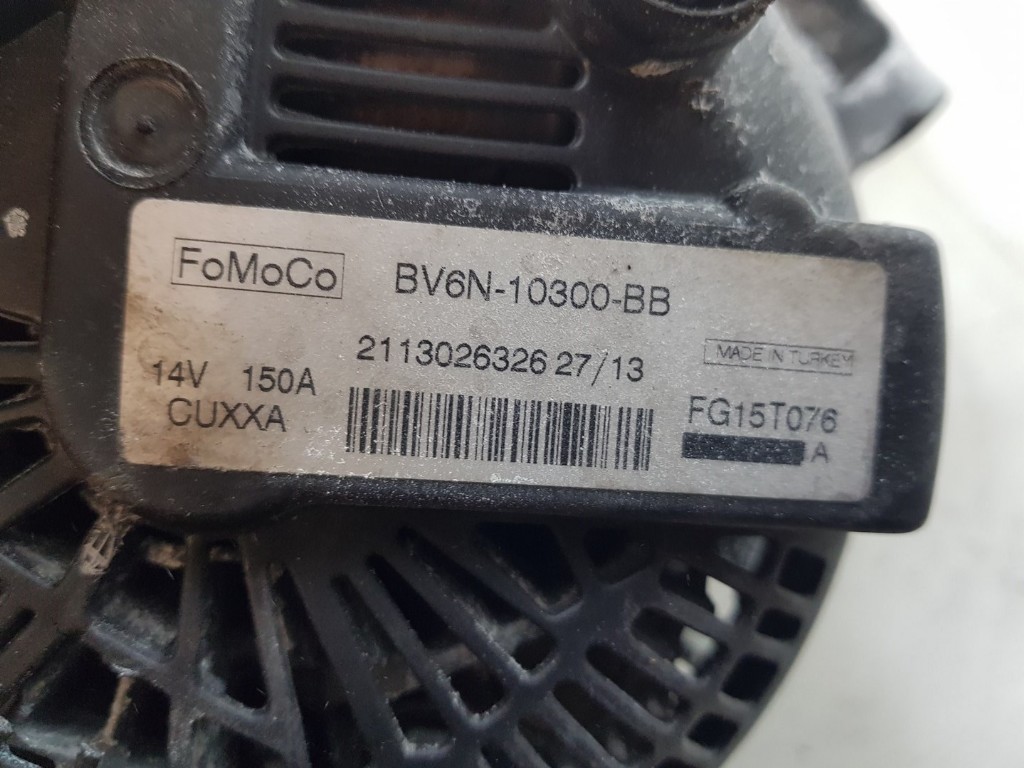 FoMoCo BV6N-10300-BB
2113026326 27/13 MADE IN TURKEY
14V 150A
CUXXA FG15T076
A